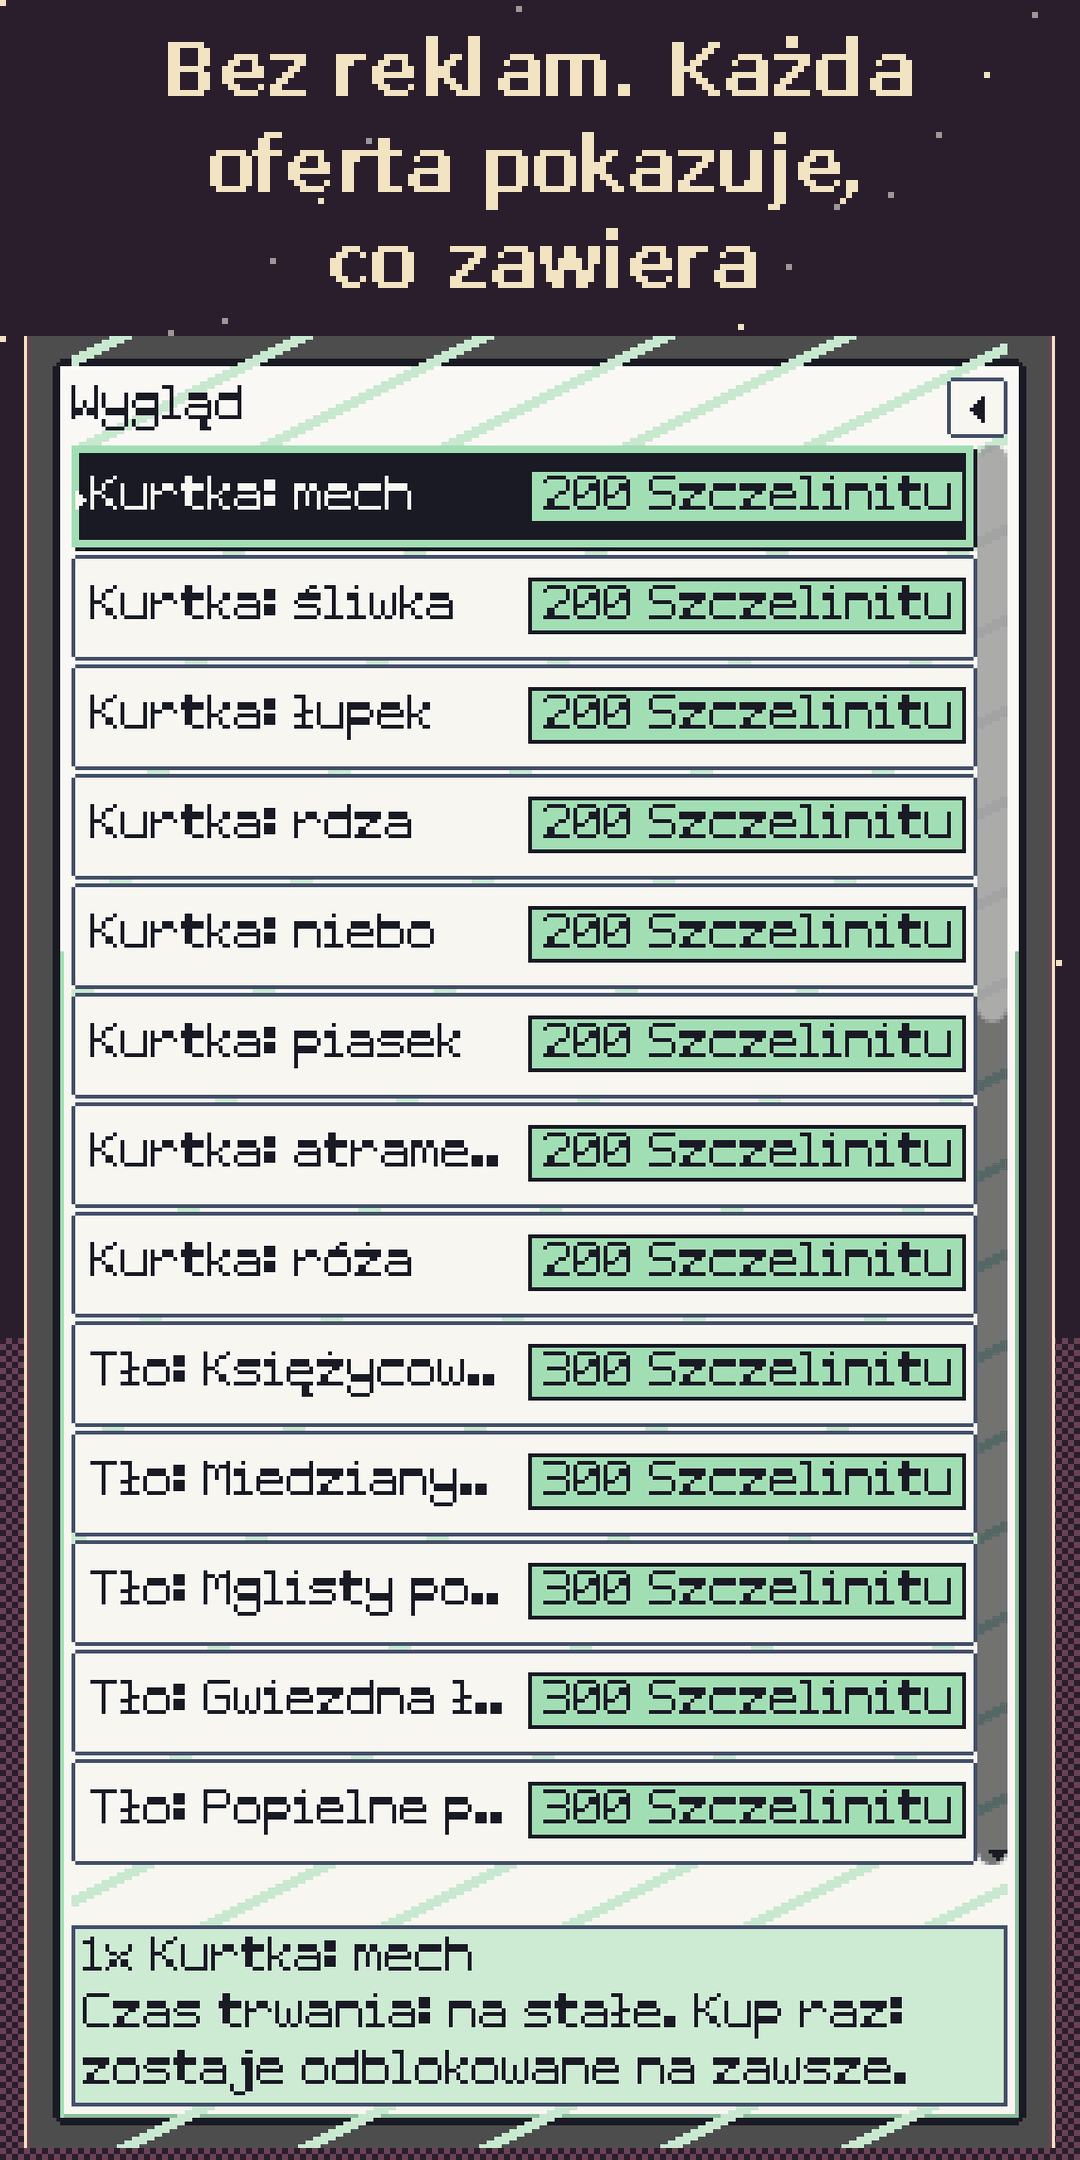 Bez reklam. Każda
oferta pokazuje,
co zawiera
Wygląd
Kurtka: mech 200 Szczelinitu
Kurtka: śliwka 200 Szczelinitu
Kurtka: łupek 200 Szczelinitu
Kurtka: rdza 200 Szczelinitu
Kurtka: niebo 200 Szczelinitu
Kurtka: piasek 200 Szczelinitu
Kurtka: atrame.. 200 Szczelinitu
Kurtka: róża 200 Szczelinitu
Tło: Księżycow.. 300 Szczelinitu
Tło: Miedziany.. 300 Szczelinitu
Tło: Mglisty po.. 300 Szczelinitu
Tło: Gwiezdna ł.. 300 Szczelinitu
Tło: Popielne p.. 300 Szczelinitu
1x Kurtka: mech
Czas trwania: na stałe. Kup raz:
zostaje odblokowane na zawsze.